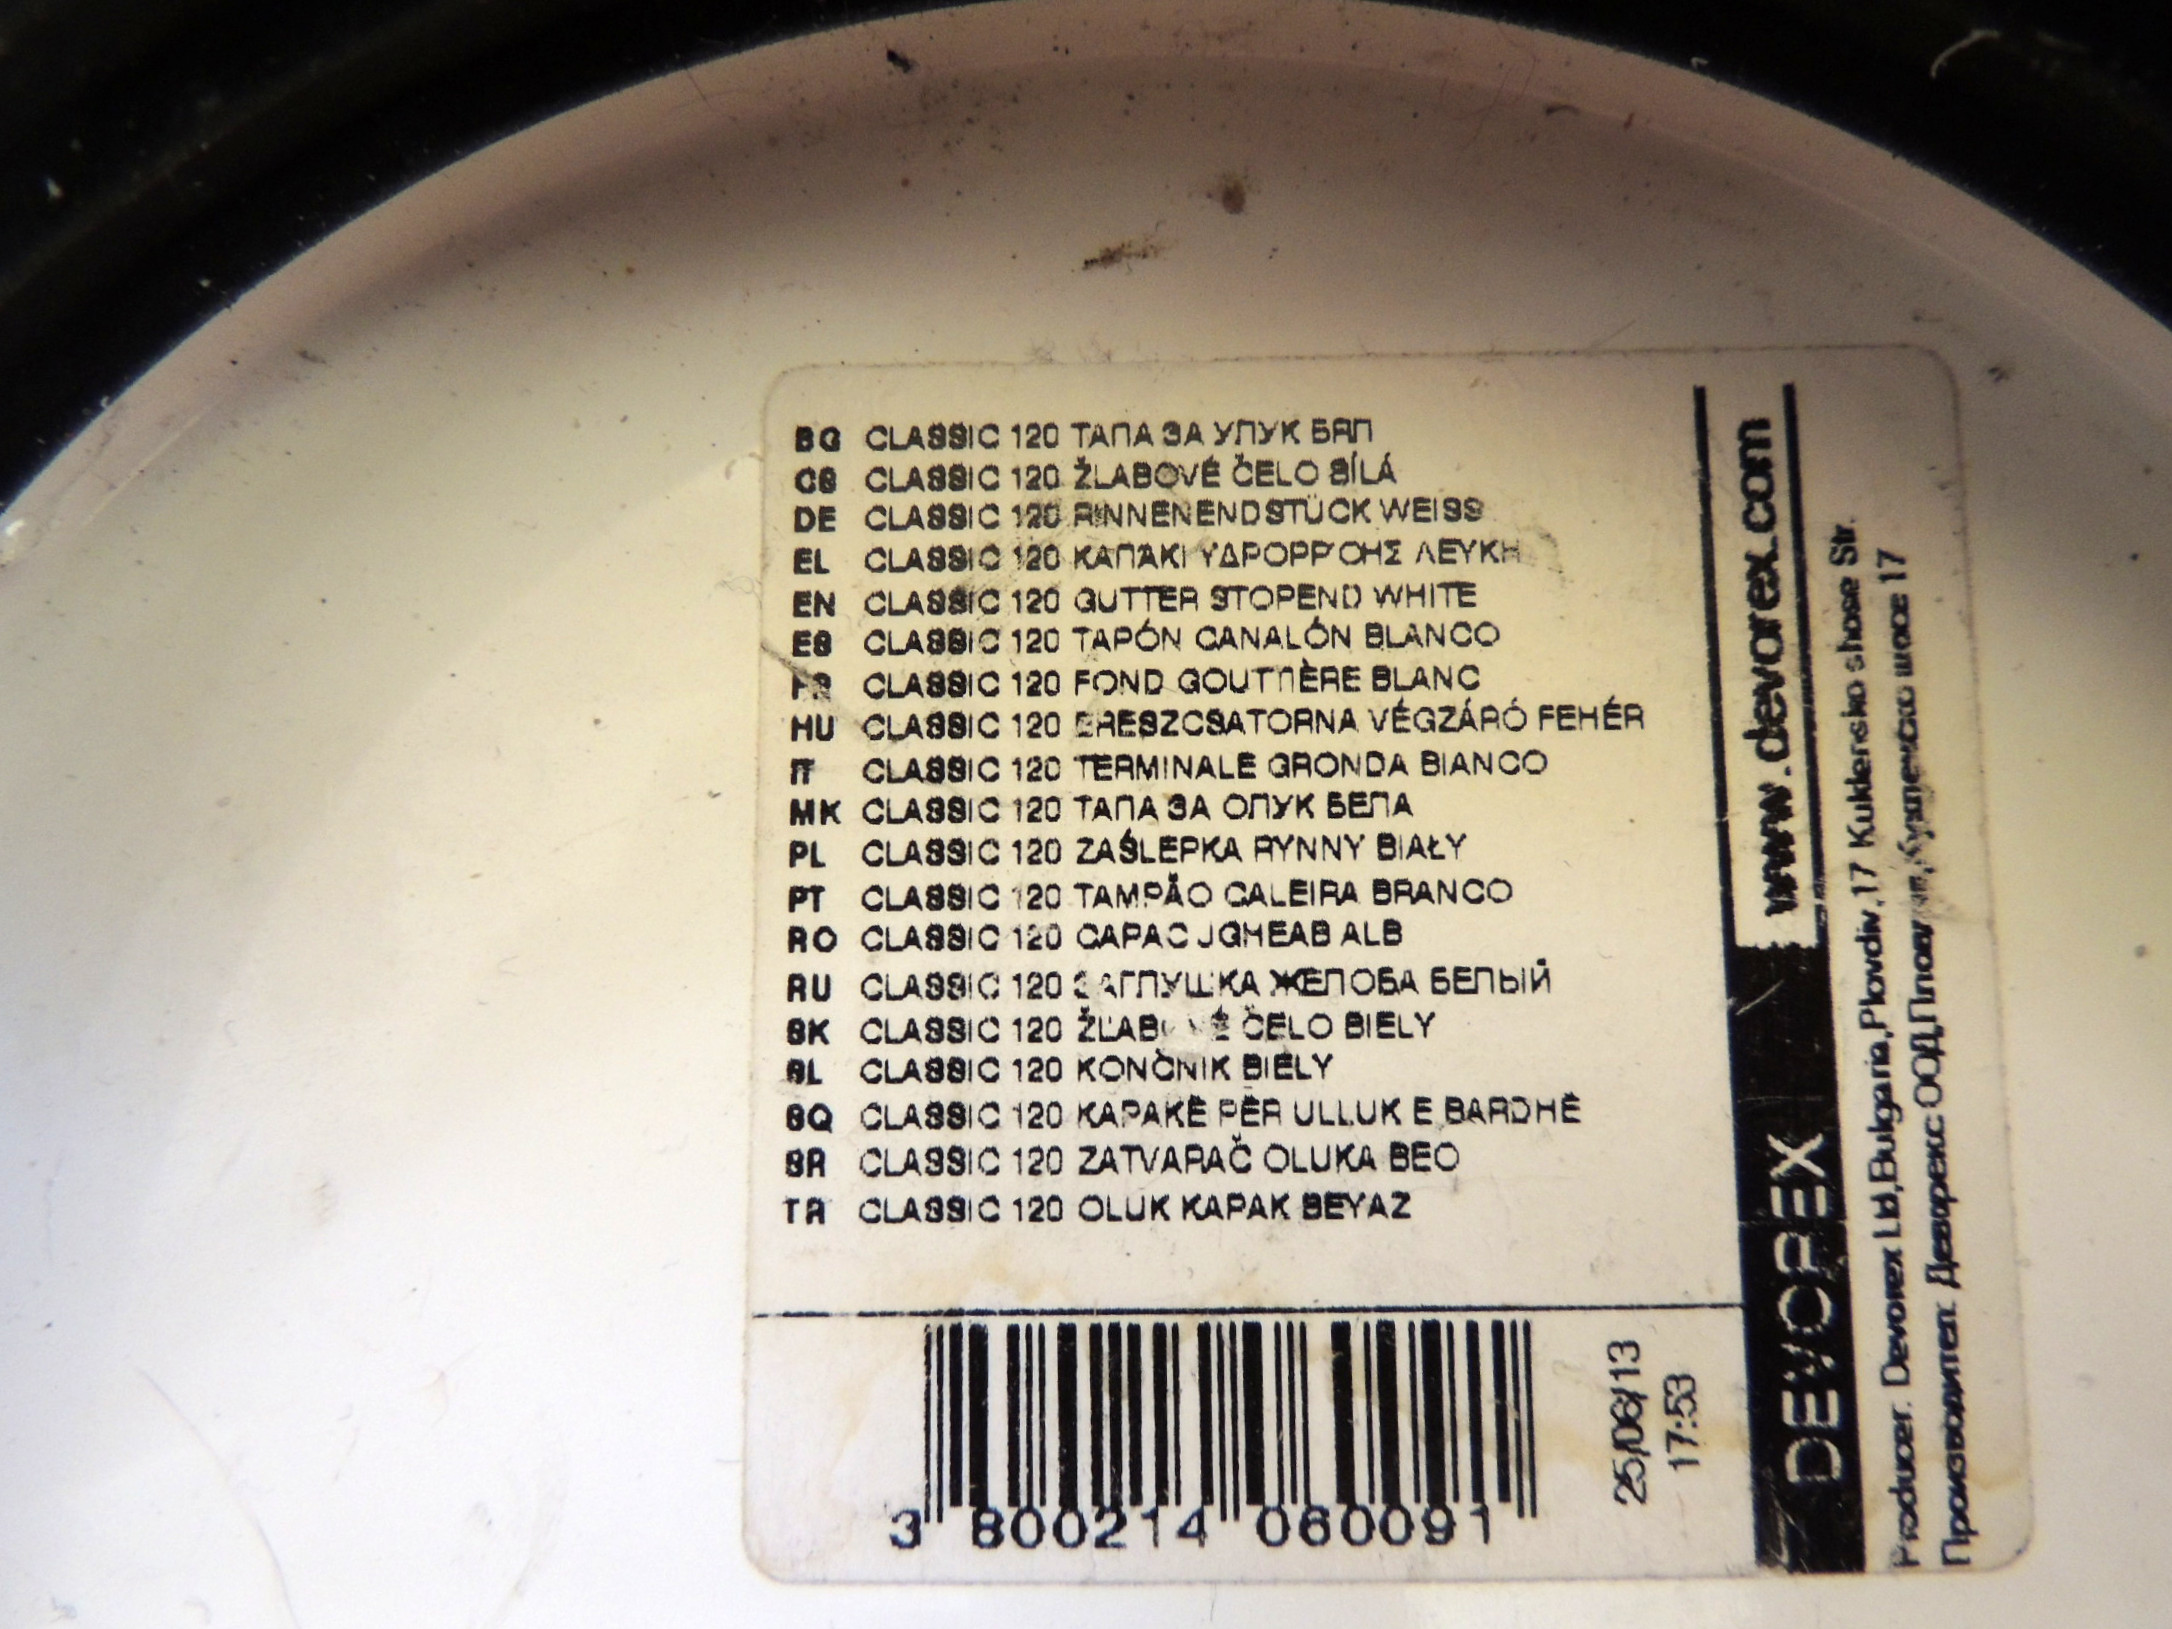 BG CLASSIC 120 ТАПА ЗА УЛУК БЯЛ
CS CLASSIC 120 ŽLABOVÉ ČELO BÍLÁ
DE CLASSIC 120 RINNENENDSTÜCK WEISS
EL CLASSIC 120 ΚΑΠΆΚΙ ΥΔΡΟΡΡΌΗΣ ΛΕΥΚΗ
EN CLASSIC 120 GUTTER STOPEND WHITE
ES CLASSIC 120 TAPÓN CANALÓN BLANCO
FR CLASSIC 120 FOND GOUTTIÈRE BLANC
HU CLASSIC 120 ERESZCSATORNA VÉGZÁRÓ FEHÉR
IT CLASSIC 120 TERMINALE GRONDA BIANCO
MK CLASSIC 120 ТАПА ЗА ОЛУК БЕЛА
PL CLASSIC 120 ZAŚLEPKA RYNNY BIAŁY
PT CLASSIC 120 TAMPÃO CALEIRA BRANCO
RO CLASSIC 120 CAPAC JGHEAB ALB
RU CLASSIC 120 ЗАГЛУШКА ЖЕЛОБА БЕЛЫЙ
SK CLASSIC 120 ŽĽABOVÉ ČELO BIELY
SL CLASSIC 120 KONČNIK BIELY
SQ CLASSIC 120 KAPAKË PËR ULLUK E BARDHË
SR CLASSIC 120 ZATVARAČ OLUKA BEO
TR CLASSIC 120 OLUK KAPAK BEYAZ
3 800214 060091
25/06/13
17:53
DEVOREX www.devorex.com
Producer: Devorex Ltd,Bulgaria,Plovdiv,17 Kuklensko shose Str.
Производител: Деворекс ООД,Пловдив,Кукленско шосе 17